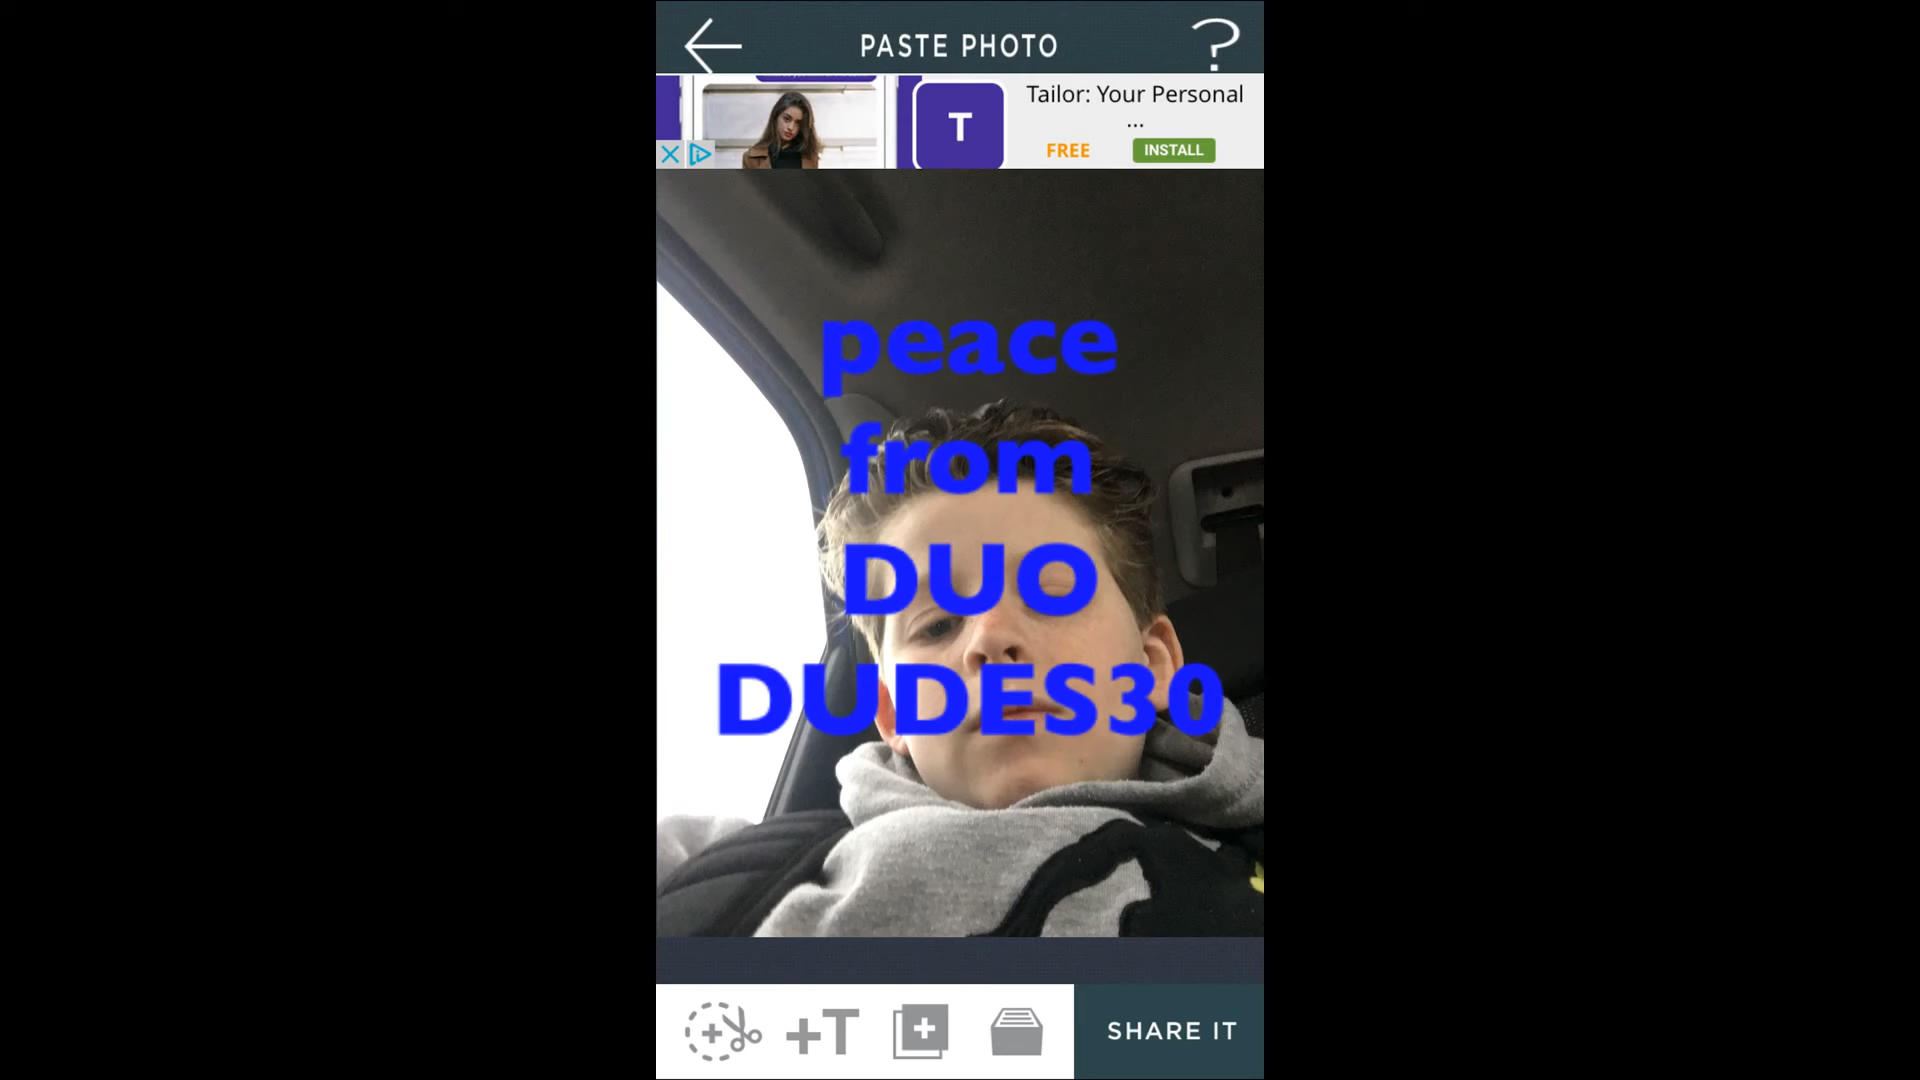 PASTE PHOTO
?
T
Tailor: Your Personal
...
FREE
INSTALL
peace
from
DUO
DUDES30
+T
SHARE IT